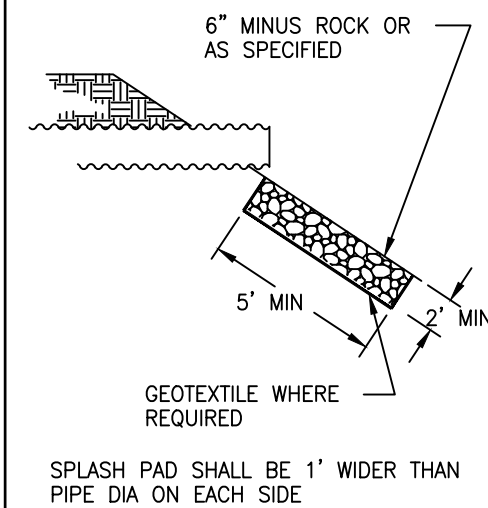 6" MINUS ROCK OR
AS SPECIFIED
5' MIN
2' MIN
GEOTEXTILE WHERE
REQUIRED
SPLASH PAD SHALL BE 1' WIDER THAN
PIPE DIA ON EACH SIDE